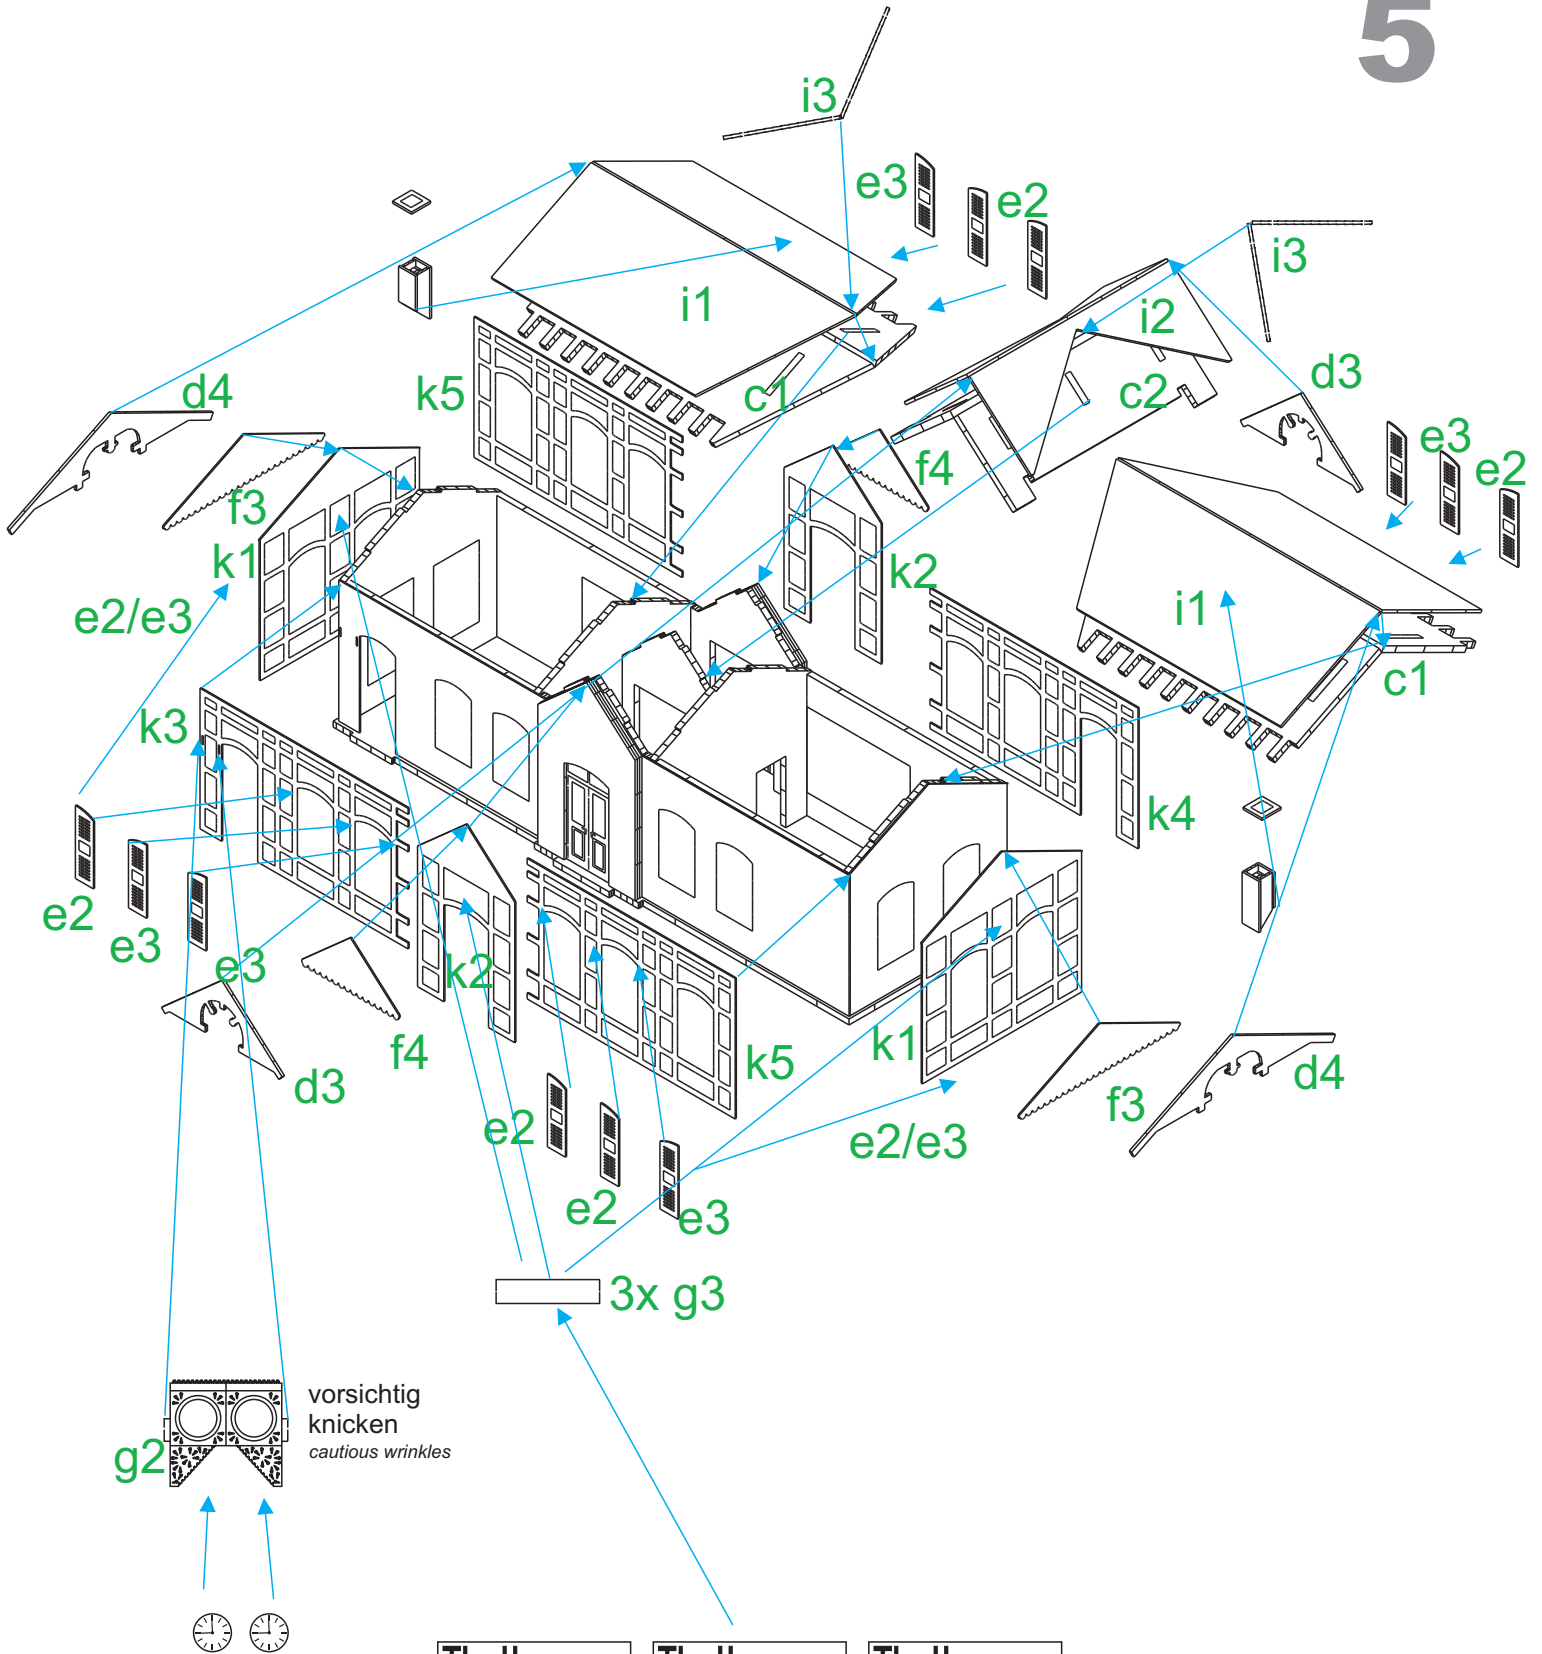 5
i3
e3
e2
i3
i1
i2
d4
k5
c1
c2
d3
e3
e2
f3
f4
k1
k2
e2/e3
i1
c1
k3
k4
e2
e3
e3
k2
f4
k5
k1
d3
f3
d4
e2
e2/e3
e2
e3
3x g3
vorsichtig
knicken
cautious wrinkles
g2